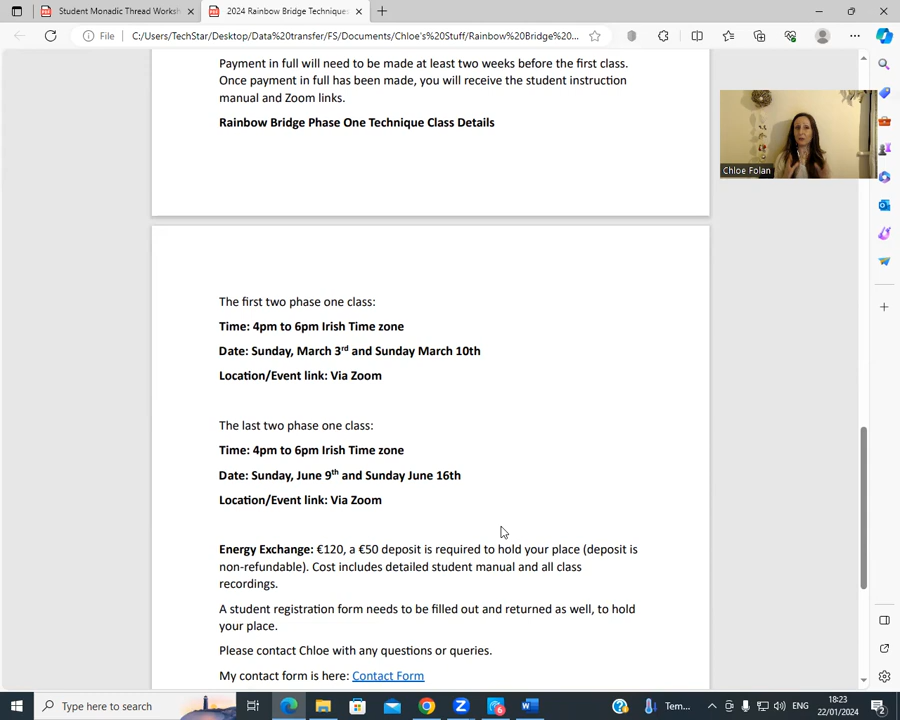 Student Monadic Thread Worksh
2024 Rainbow Bridge Techniques
File
C:/Users/TechStar/Desktop/Data%20transfer/FS/Documents/Chloe's%20Stuff/Rainbow%20Bridge%20...
Payment in full will need to be made at least two weeks before the first class.
Once payment in full has been made, you will receive the student instruction
manual and Zoom links.
Rainbow Bridge Phase One Technique Class Details
Chloe Folan
The first two phase one class:
Time: 4pm to 6pm Irish Time zone
Date: Sunday, March 3rd and Sunday March 10th
Location/Event link: Via Zoom
The last two phase one class:
Time: 4pm to 6pm Irish Time zone
Date: Sunday, June 9th and Sunday June 16th
Location/Event link: Via Zoom
Energy Exchange: €120, a €50 deposit is required to hold your place (deposit is
non-refundable). Cost includes detailed student manual and all class
recordings.
A student registration form needs to be filled out and returned as well, to hold
your place.
Please contact Chloe with any questions or queries.
My contact form is here: Contact Form
Type here to search
Tem...
ENG
18:23
22/01/2024